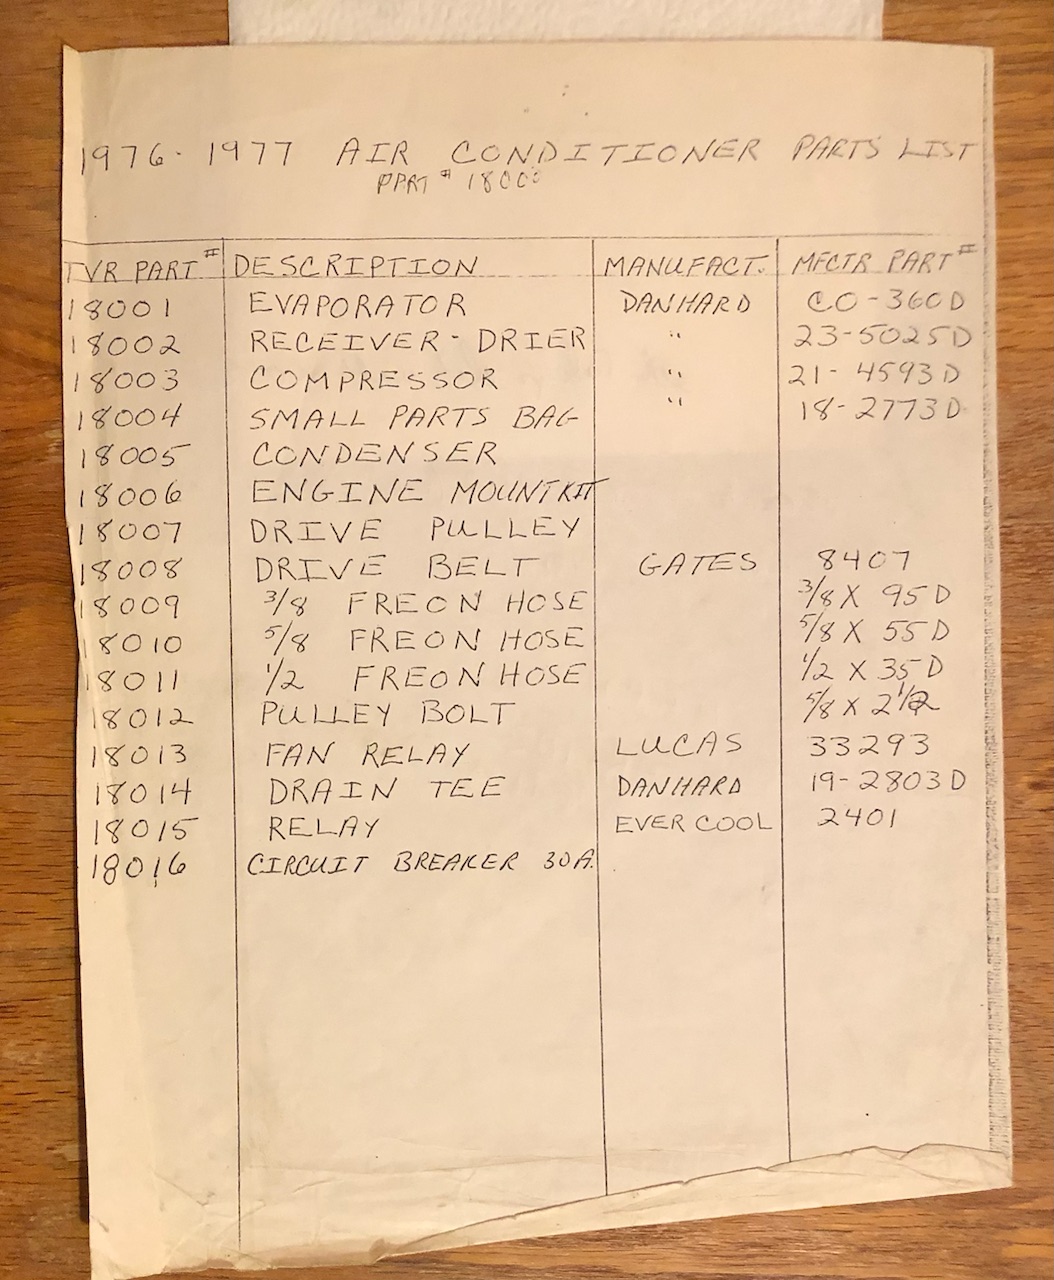 1976-1977 AIR CONDITIONER PARTS LIST
PART # 18000
TVR PART # DESCRIPTION MANUFACT. MFCTR PART #
18001 EVAPORATOR DANHARD CO-360D
18002 RECEIVER-DRIER " 23-5025D
18003 COMPRESSOR " 21-4593D
18004 SMALL PARTS BAG " 18-2773D
18005 CONDENSER
18006 ENGINE MOUNT KIT
18007 DRIVE PULLEY
18008 DRIVE BELT GATES 8407
18009 3/8 FREON HOSE 3/8 X 95D
18010 5/8 FREON HOSE 5/8 X 55D
18011 1/2 FREON HOSE 1/2 X 35D
18012 PULLEY BOLT 5/8 X 2 1/2
18013 FAN RELAY LUCAS 33293
18014 DRAIN TEE DANHARD 19-2803D
18015 RELAY EVER COOL 2401
18016 CIRCUIT BREAKER 30A.